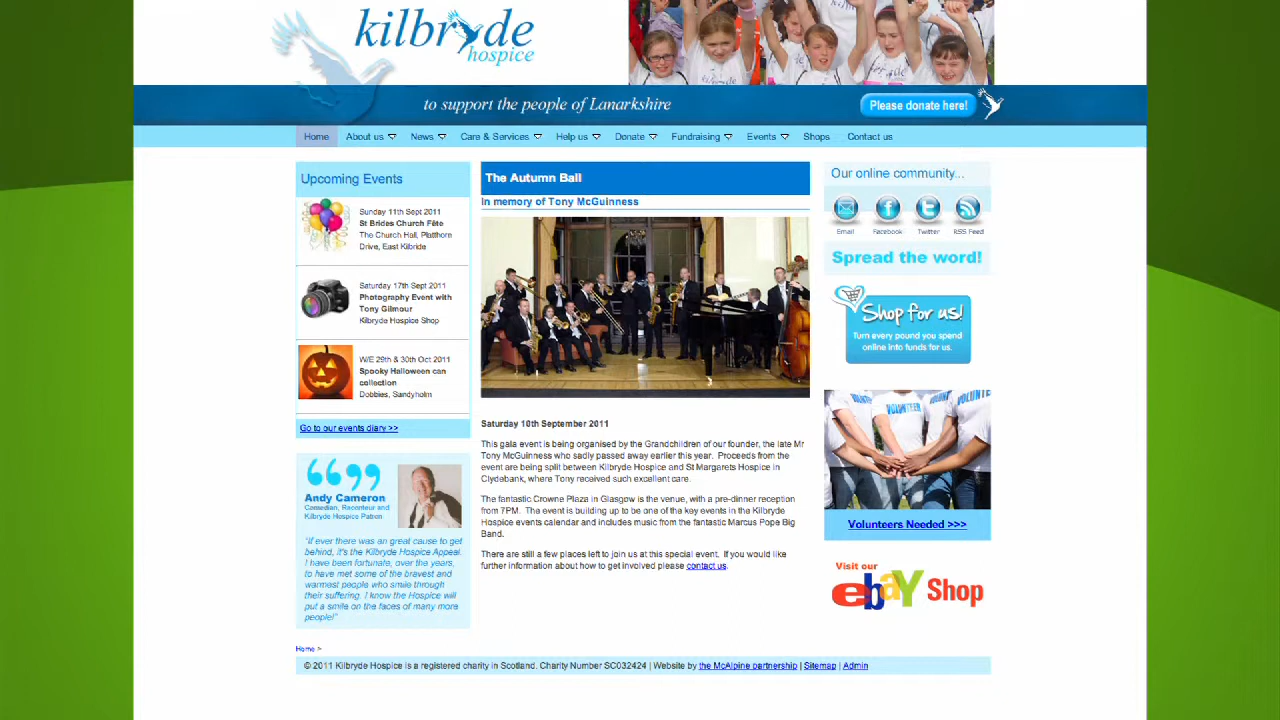 kilbryde
hospice
to support the people of Lanarkshire
Please donate here!
Home About us News Care & Services Help us Donate Fundraising Events Shops Contact us
Upcoming Events
Sunday 11th Sept 2011
St Brides Church Fête
The Church Hall, Platthorn
Drive, East Kilbride
Saturday 17th Sept 2011
Photography Event with
Tony Gilmour
Kilbryde Hospice Shop
W/E 29th & 30th Oct 2011
Spooky Halloween can
collection
Dobbies, Sandyholm
Go to our events diary >>
Andy Cameron
Comedian, Raconteur and
Kilbryde Hospice Patron
"If ever there was an great cause to get
behind, it's the Kilbryde Hospice Appeal.
I have been fortunate, over the years,
to have met some of the bravest and
warmest people who smile through
their suffering. I know the Hospice will
put a smile on the faces of many more
people!"
The Autumn Ball
In memory of Tony McGuinness
Saturday 10th September 2011
This gala event is being organised by the Grandchildren of our founder, the late Mr
Tony McGuinness who sadly passed away earlier this year. Proceeds from the
event are being split between Kilbryde Hospice and St Margarets Hospice in
Clydebank, where Tony received such excellent care.
The fantastic Crowne Plaza in Glasgow is the venue, with a pre-dinner reception
from 7PM. The event is building up to be one of the key events in the Kilbryde
Hospice events calendar and includes music from the fantastic Marcus Pope Big
Band.
There are still a few places left to join us at this special event. If you would like
further information about how to get involved please contact us.
Our online community...
Email Facebook Twitter RSS Feed
Spread the word!
Shop for us!
Turn every pound you spend
online into funds for us.
VOLUNTEER
Volunteers Needed >>>
Visit our
ebay Shop
Home >
© 2011 Kilbryde Hospice is a registered charity in Scotland. Charity Number SC032424 | Website by the McAlpine partnership | Sitemap | Admin